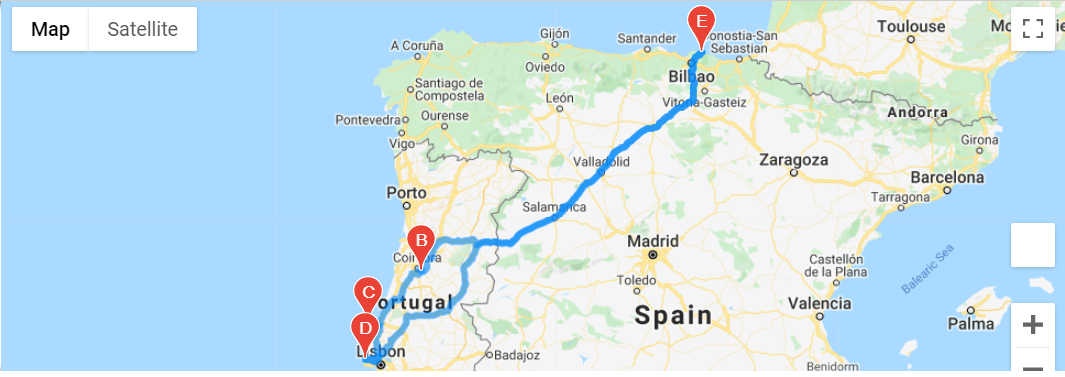 Map
Satellite
E
Gijón
Santander
onostia-San
Sebastian
Toulouse
A Coruña
Oviedo
Bilbao
Santiago de
Compostela
León
Vitoria-Gasteiz
Andorra
Pontevedra
Ourense
Vigo
Girona
Valladolid
Zaragoza
Barcelona
Porto
Tarragona
Salamanca
B
Madrid
Coimbra
Castellón
de la Plana
Balearic Sea
Toledo
C
ortugal
Spain
Valencia
Palma
D
Lisbon
Badajoz
Benidorm